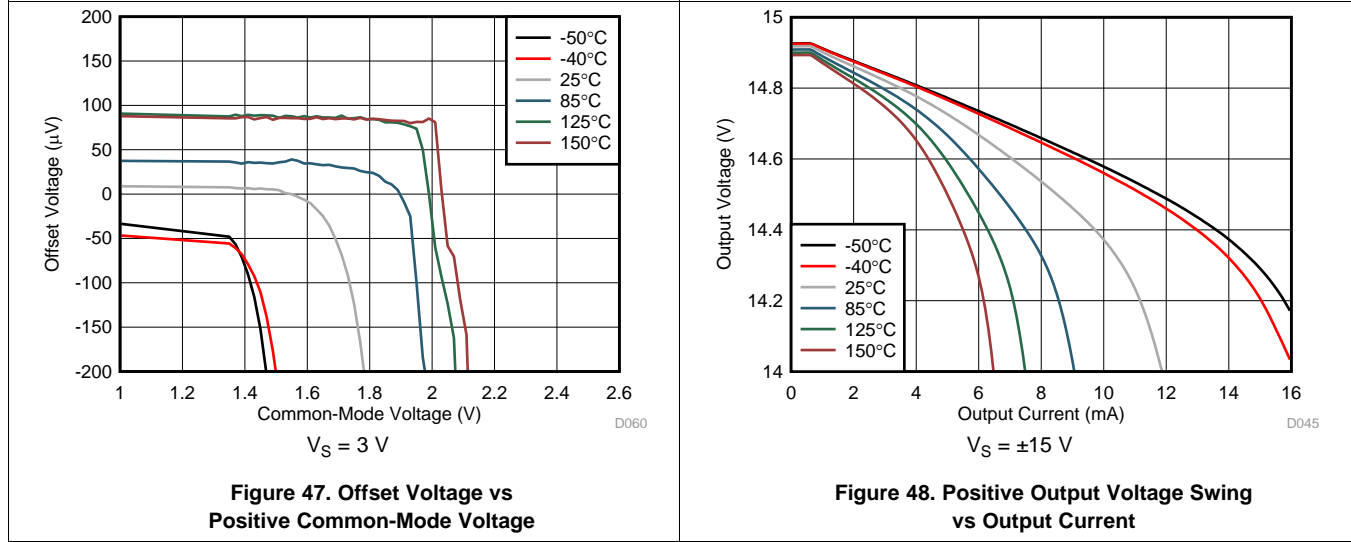 200
150
100
50
0
-50
-100
-150
-200
Offset Voltage (µV)
-50°C
-40°C
25°C
85°C
125°C
150°C
1 1.2 1.4 1.6 1.8 2 2.2 2.4 2.6
Common-Mode Voltage (V)
D060
V_S = 3 V
Figure 47. Offset Voltage vs
Positive Common-Mode Voltage
15
14.8
14.6
14.4
14.2
14
Output Voltage (V)
-50°C
-40°C
25°C
85°C
125°C
150°C
0 2 4 6 8 10 12 14 16
Output Current (mA)
D045
V_S = ±15 V
Figure 48. Positive Output Voltage Swing
vs Output Current